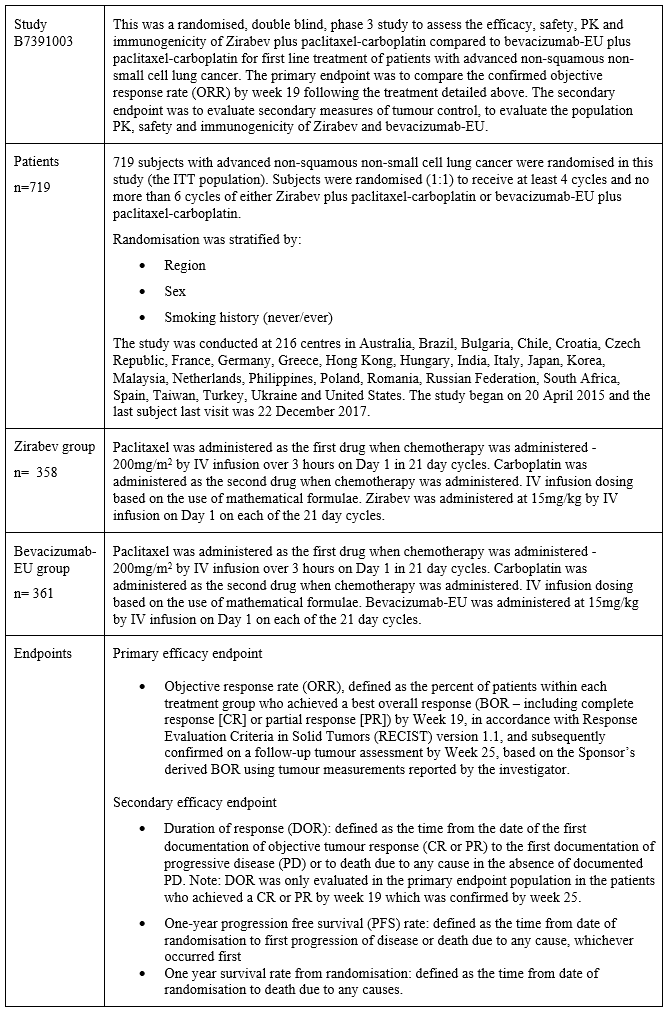 Study
B7391003
This was a randomised, double blind, phase 3 study to assess the efficacy, safety, PK and
immunogenicity of Zirabev plus paclitaxel-carboplatin compared to bevacizumab-EU plus
paclitaxel-carboplatin for first line treatment of patients with advanced non-squamous non-
small cell lung cancer. The primary endpoint was to compare the confirmed objective
response rate (ORR) by week 19 following the treatment detailed above. The secondary
endpoint was to evaluate secondary measures of tumour control, to evaluate the population
PK, safety and immunogenicity of Zirabev and bevacizumab-EU.
Patients
n=719
719 subjects with advanced non-squamous non-small cell lung cancer were randomised in this
study (the ITT population). Subjects were randomised (1:1) to receive at least 4 cycles and no
more than 6 cycles of either Zirabev plus paclitaxel-carboplatin or bevacizumab-EU plus
paclitaxel-carboplatin.
Randomisation was stratified by:
• Region
• Sex
• Smoking history (never/ever)
The study was conducted at 216 centres in Australia, Brazil, Bulgaria, Chile, Croatia, Czech
Republic, France, Germany, Greece, Hong Kong, Hungary, India, Italy, Japan, Korea,
Malaysia, Netherlands, Philippines, Poland, Romania, Russian Federation, South Africa,
Spain, Taiwan, Turkey, Ukraine and United States. The study began on 20 April 2015 and the
last subject last visit was 22 December 2017.
Zirabev group
n= 358
Paclitaxel was administered as the first drug when chemotherapy was administered -
200mg/m² by IV infusion over 3 hours on Day 1 in 21 day cycles. Carboplatin was
administered as the second drug when chemotherapy was administered. IV infusion dosing
based on the use of mathematical formulae. Zirabev was administered at 15mg/kg by IV
infusion on Day 1 on each of the 21 day cycles.
Bevacizumab-
EU group
n= 361
Paclitaxel was administered as the first drug when chemotherapy was administered -
200mg/m² by IV infusion over 3 hours on Day 1 in 21 day cycles. Carboplatin was
administered as the second drug when chemotherapy was administered. IV infusion dosing
based on the use of mathematical formulae. Bevacizumab-EU was administered at 15mg/kg
by IV infusion on Day 1 on each of the 21 day cycles.
Endpoints
Primary efficacy endpoint
• Objective response rate (ORR), defined as the percent of patients within each
treatment group who achieved a best overall response (BOR – including complete
response [CR] or partial response [PR]) by Week 19, in accordance with Response
Evaluation Criteria in Solid Tumors (RECIST) version 1.1, and subsequently
confirmed on a follow-up tumour assessment by Week 25, based on the Sponsor’s
derived BOR using tumour measurements reported by the investigator.
Secondary efficacy endpoint
• Duration of response (DOR): defined as the time from the date of the first
documentation of objective tumour response (CR or PR) to the first documentation of
progressive disease (PD) or to death due to any cause in the absence of documented
PD. Note: DOR was only evaluated in the primary endpoint population in the patients
who achieved a CR or PR by week 19 which was confirmed by week 25.
• One-year progression free survival (PFS) rate: defined as the time from date of
randomisation to first progression of disease or death due to any cause, whichever
occurred first
• One year survival rate from randomisation: defined as the time from date of
randomisation to death due to any causes.